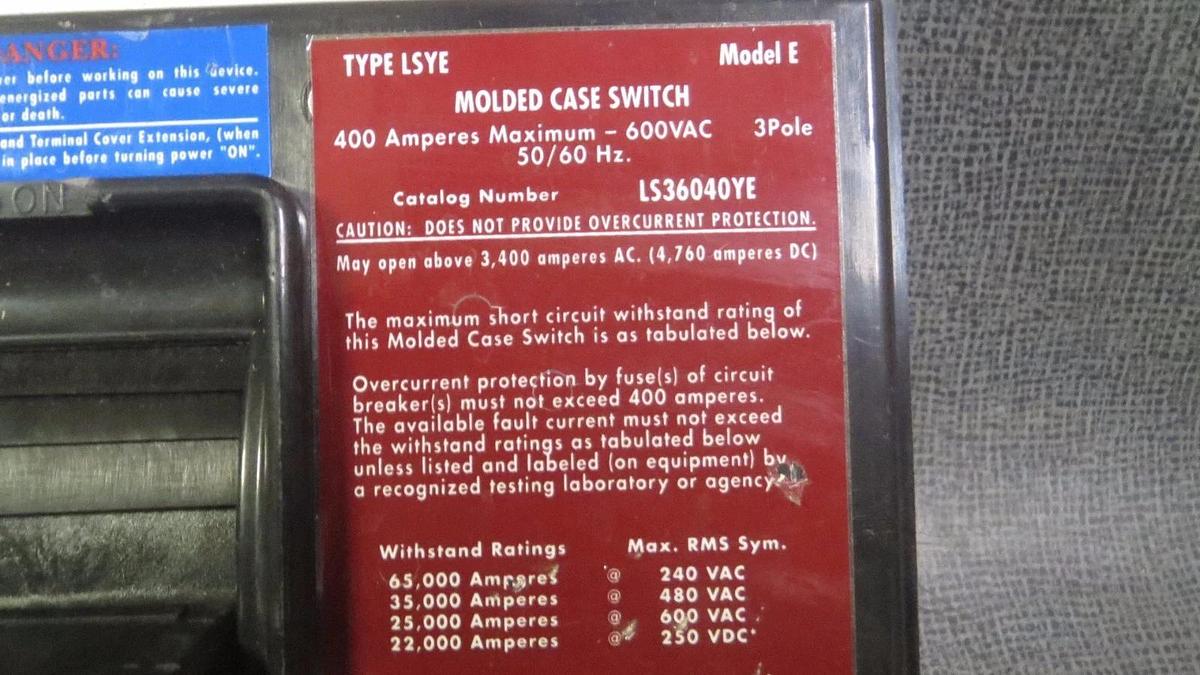 ANGER:
er before working on this device.
energized parts can cause severe
or death.
and Terminal Cover Extension, (when
in place before turning power "ON".
ON
TYPE LSYE
Model E
MOLDED CASE SWITCH
400 Amperes Maximum – 600VAC 3Pole
50/60 Hz.
Catalog Number LS36040YE
CAUTION: DOES NOT PROVIDE OVERCURRENT PROTECTION.
May open above 3,400 amperes AC. (4,760 amperes DC)
The maximum short circuit withstand rating of
this Molded Case Switch is as tabulated below.
Overcurrent protection by fuse(s) of circuit
breaker(s) must not exceed 400 amperes.
The available fault current must not exceed
the withstand ratings as tabulated below
unless listed and labeled (on equipment) by
a recognized testing laboratory or agency
Withstand Ratings Max. RMS Sym.
65,000 Amperes @ 240 VAC
35,000 Amperes @ 480 VAC
25,000 Amperes @ 600 VAC
22,000 Amperes @ 250 VDC*